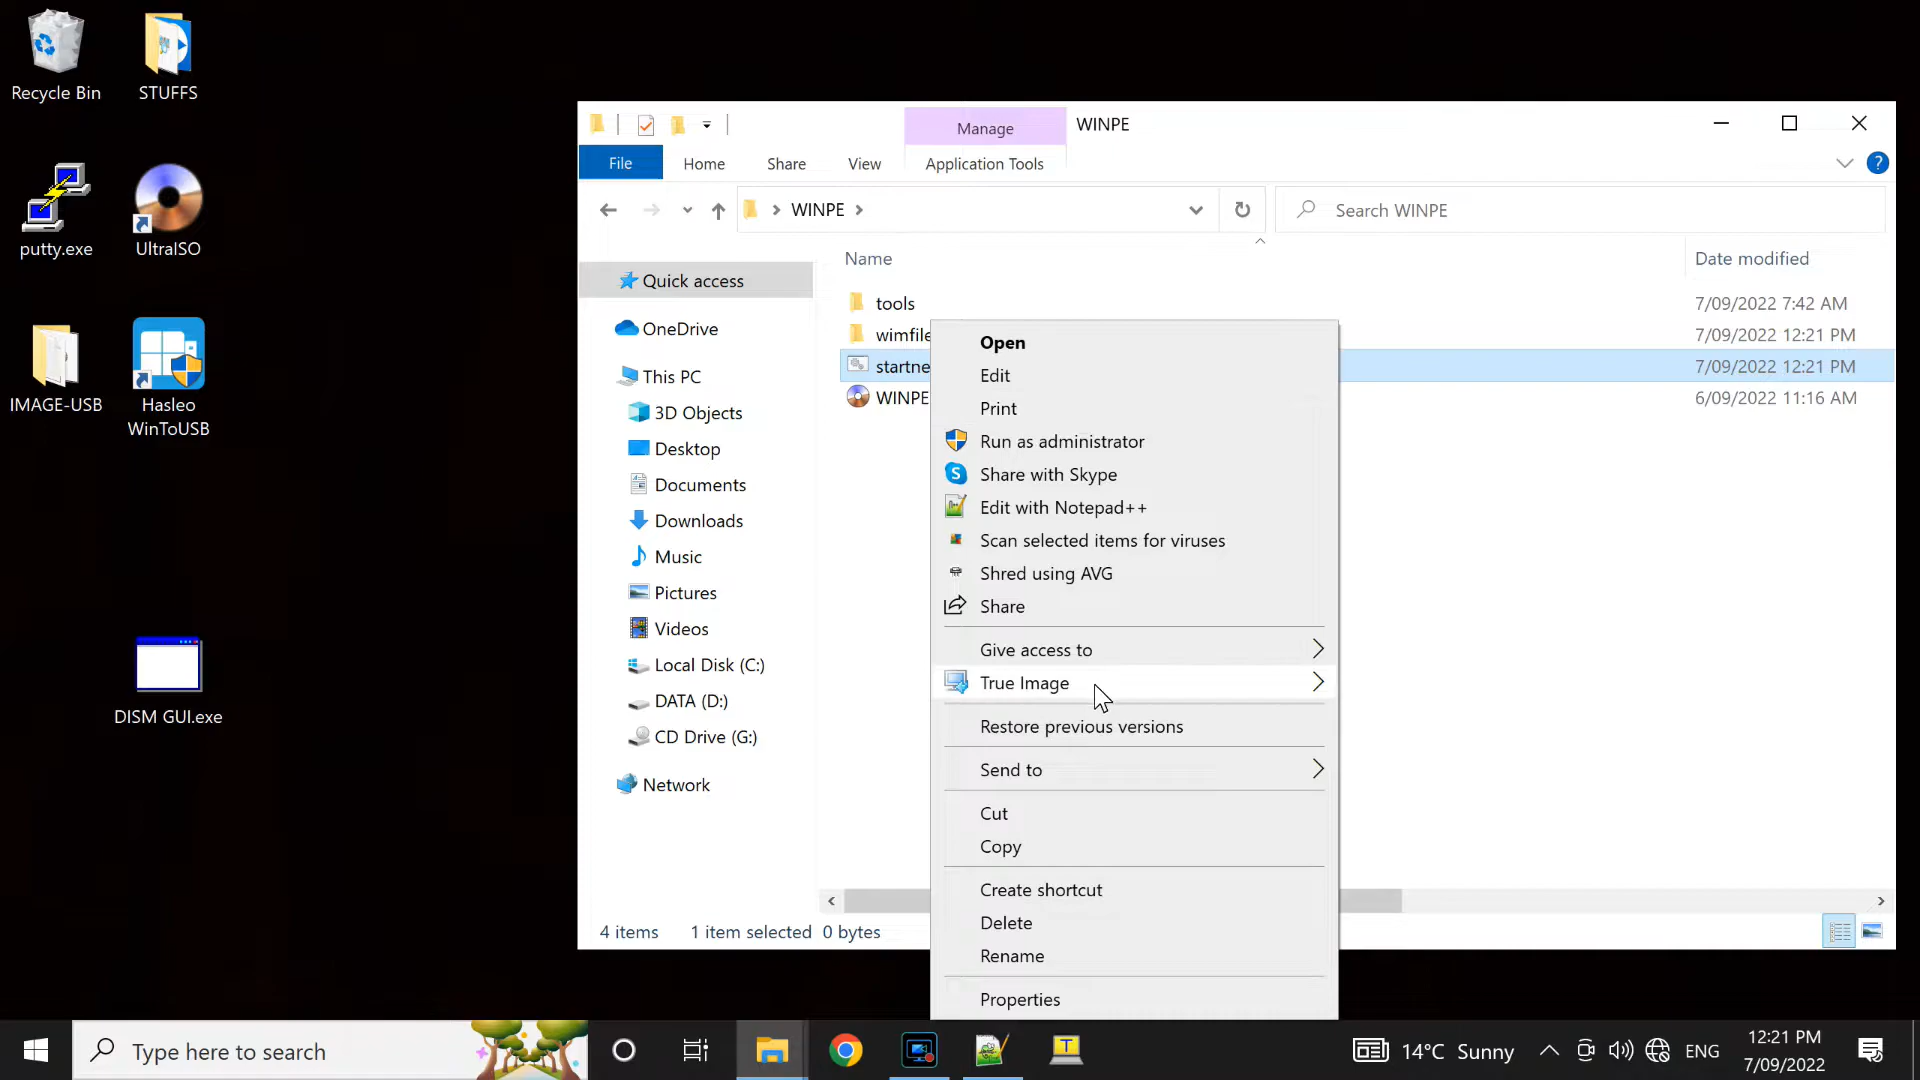 Recycle Bin
STUFFS
putty.exe
UltraISO
IMAGE-USB
Hasleo
WinToUSB
DISM GUI.exe
Manage
WINPE
File
Home
Share
View
Application Tools
?
WINPE
Search WINPE
Name
Date modified
Quick access
OneDrive
This PC
3D Objects
Desktop
Documents
Downloads
Music
Pictures
Videos
Local Disk (C:)
DATA (D:)
CD Drive (G:)
Network
tools
7/09/2022 7:42 AM
wimfile
7/09/2022 12:21 PM
startne
7/09/2022 12:21 PM
WINPE
6/09/2022 11:16 AM
Open
Edit
Print
Run as administrator
Share with Skype
Edit with Notepad++
Scan selected items for viruses
Shred using AVG
Share
Give access to
True Image
Restore previous versions
Send to
Cut
Copy
Create shortcut
Delete
Rename
Properties
4 items
1 item selected
0 bytes
Type here to search
T
14°C Sunny
ENG
12:21 PM
7/09/2022